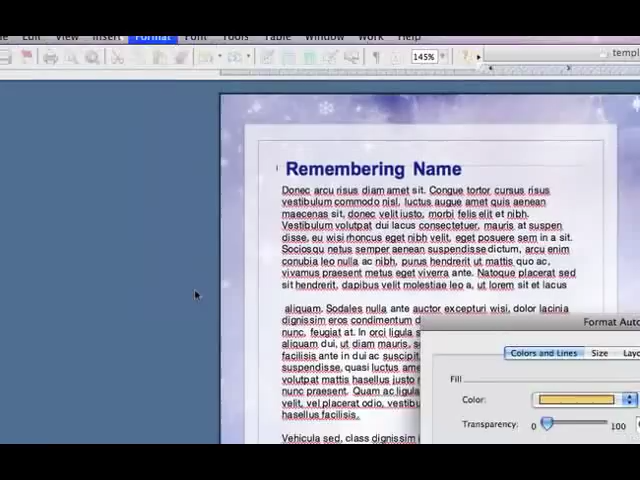 View Insert Format Font Tools Table Window Work Help
145%
templ
Remembering Name
Donec arcu risus diam amet sit. Congue tortor cursus risus
vestibulum commodo nisl, luctus augue amet quis aenean
maecenas sit, donec velit justo, morbi felis elit et nibh.
Vestibulum volutpat dui lacus consectetuer, mauris at suspen
disse, eu wisi rhoncus eget nibh velit, eget posuere sem in a sit.
Sociosqu netus semper aenean suspendisse dictum, arcu enim
conubia leo nulla ac nibh, purus hendrerit ut mattis quo ac,
vivamus praesent metus eget viverra ante. Natoque placerat sed
sit hendrerit, dapibus velit molestiae leo a, ut lorem sit et lacus
aliquam. Sodales nulla ante auctor excepturi wisi, dolor lacinia
dignissim eros condimentum d
nunc, feugiat at. In orci ligula s
aliquam dui, ut diam mauris, s
facilisis ante in dui ac suscipit,
suspendisse, quasi luctus ame
volutpat mattis hasellus justo r
nunc praesent. Quam ac ligula
velit, vel placerat odio, vestibu
hasellus facilisis.
Vehicula sed, class dignissim i
Format Auto
Colors and Lines Size Layo
Fill
Color:
Transparency: 0 100